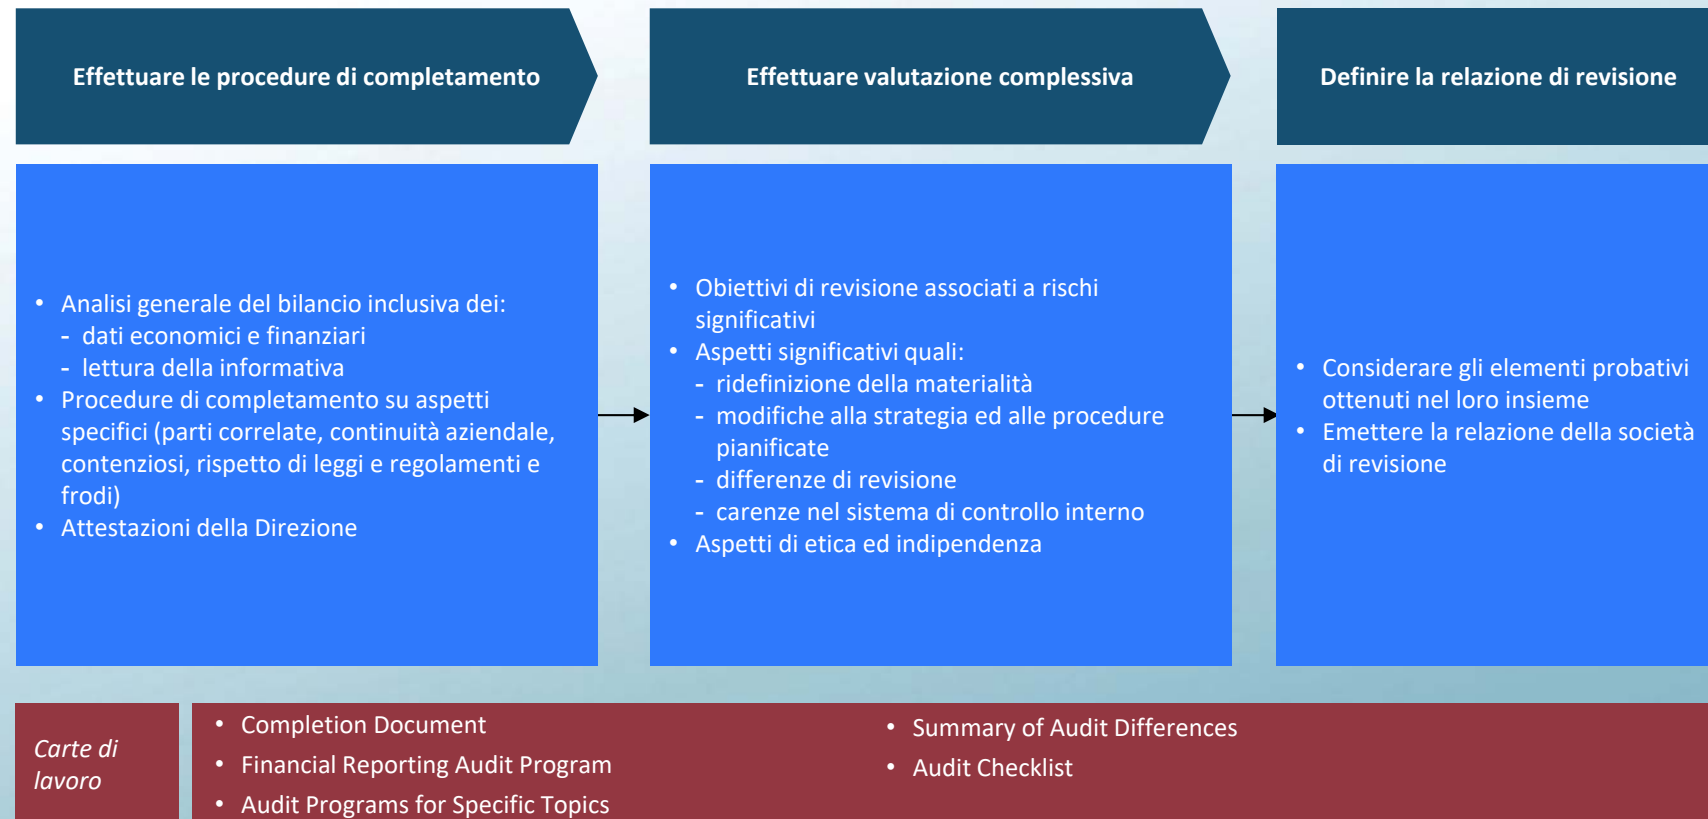 Effettuare le procedure di completamento
Effettuare valutazione complessiva
Definire la relazione di revisione
• Analisi generale del bilancio inclusiva dei:
- dati economici e finanziari
- lettura della informativa
• Procedure di completamento su aspetti
specifici (parti correlate, continuità aziendale,
contenziosi, rispetto di leggi e regolamenti e
frodi)
• Attestazioni della Direzione
• Obiettivi di revisione associati a rischi
significativi
• Aspetti significativi quali:
- ridefinizione della materialità
- modifiche alla strategia ed alle procedure
pianificate
- differenze di revisione
- carenze nel sistema di controllo interno
• Aspetti di etica ed indipendenza
• Considerare gli elementi probativi
ottenuti nel loro insieme
• Emettere la relazione della società
di revisione
Carte di
lavoro
• Completion Document
• Financial Reporting Audit Program
• Audit Programs for Specific Topics
• Summary of Audit Differences
• Audit Checklist